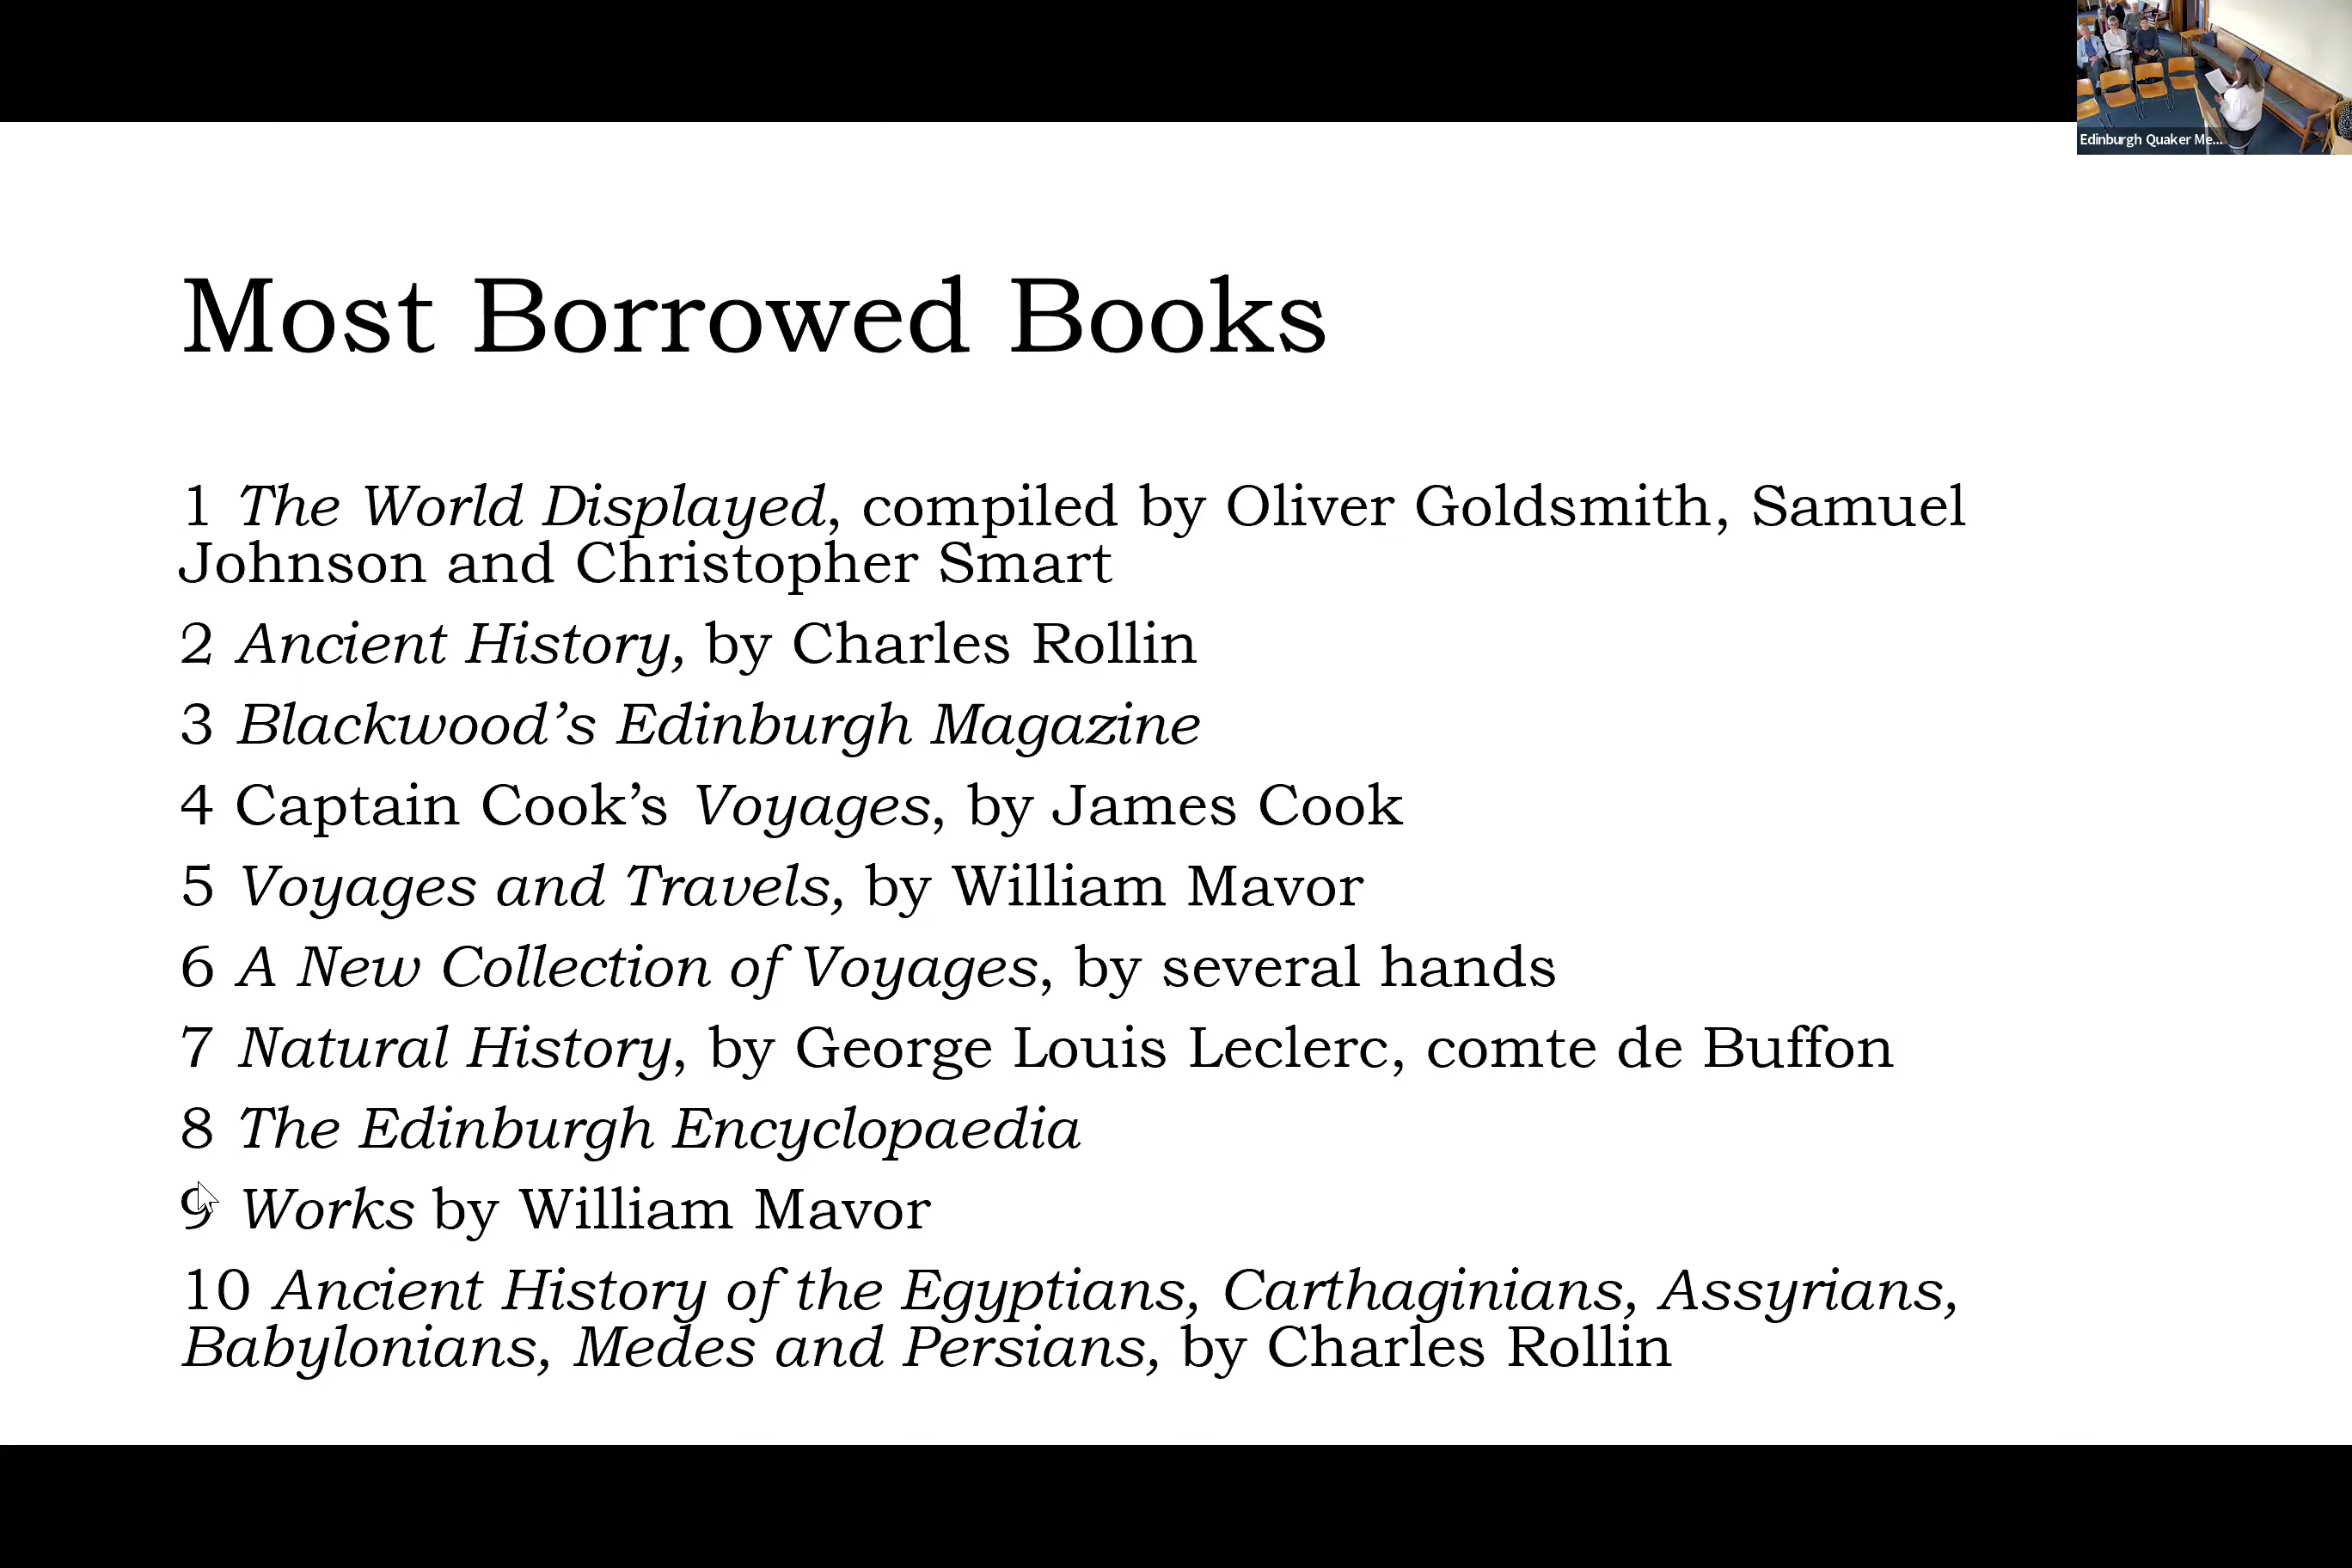 Edinburgh Quaker Me...
Most Borrowed Books
1 The World Displayed, compiled by Oliver Goldsmith, Samuel
Johnson and Christopher Smart
2 Ancient History, by Charles Rollin
3 Blackwood’s Edinburgh Magazine
4 Captain Cook’s Voyages, by James Cook
5 Voyages and Travels, by William Mavor
6 A New Collection of Voyages, by several hands
7 Natural History, by George Louis Leclerc, comte de Buffon
8 The Edinburgh Encyclopaedia
9 Works by William Mavor
10 Ancient History of the Egyptians, Carthaginians, Assyrians,
Babylonians, Medes and Persians, by Charles Rollin